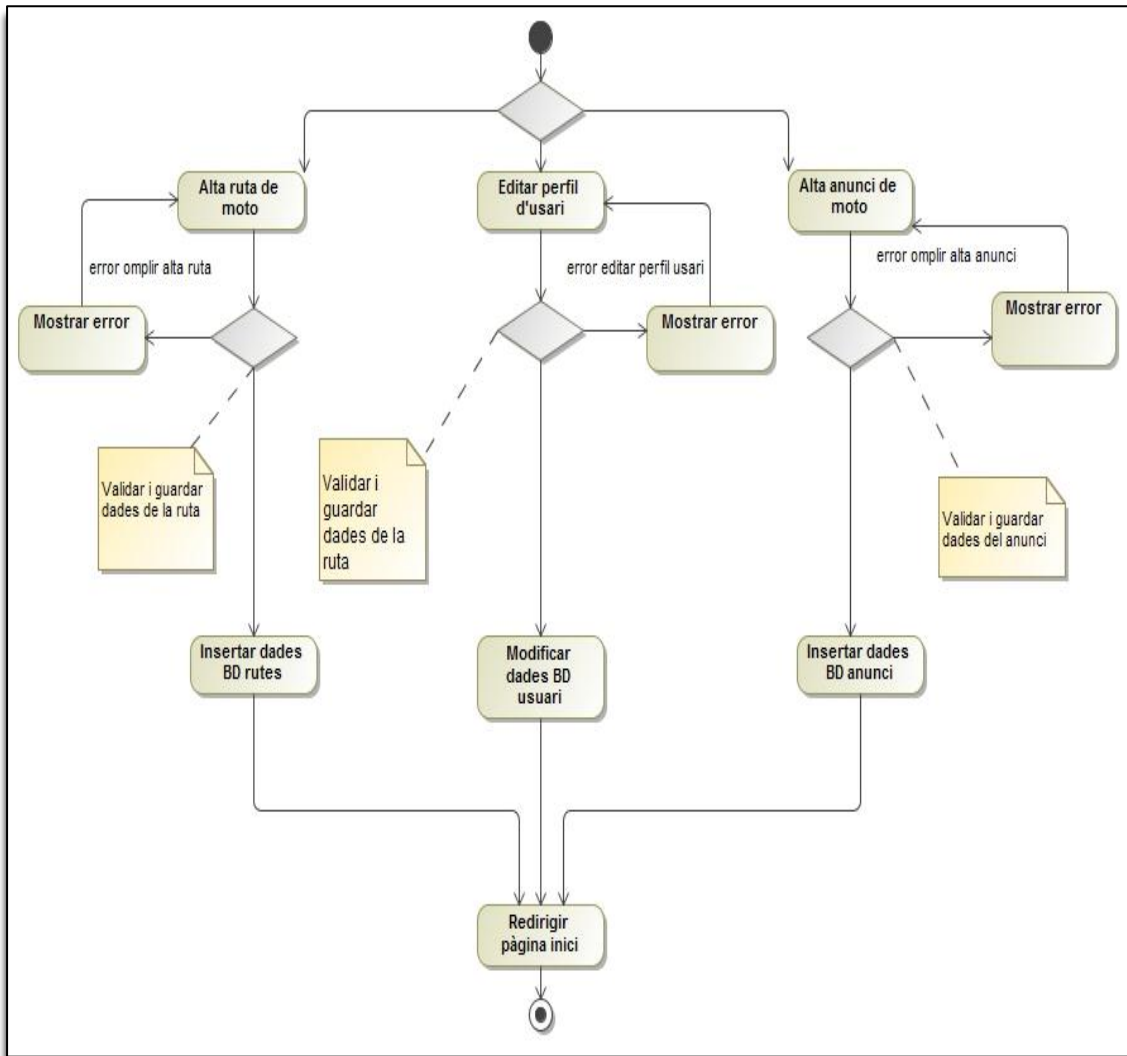 Alta ruta de
moto
Editar perfil
d'usari
Alta anunci de
moto
error omplir alta ruta
error editar perfil usari
error omplir alta anunci
Mostrar error
Mostrar error
Mostrar error
Validar i guardar
dades de la ruta
Validar i
guardar
dades de la
ruta
Validar i guardar
dades del anunci
Insertar dades
BD rutes
Modificar
dades BD
usuari
Insertar dades
BD anunci
Redirigir
pàgina inici